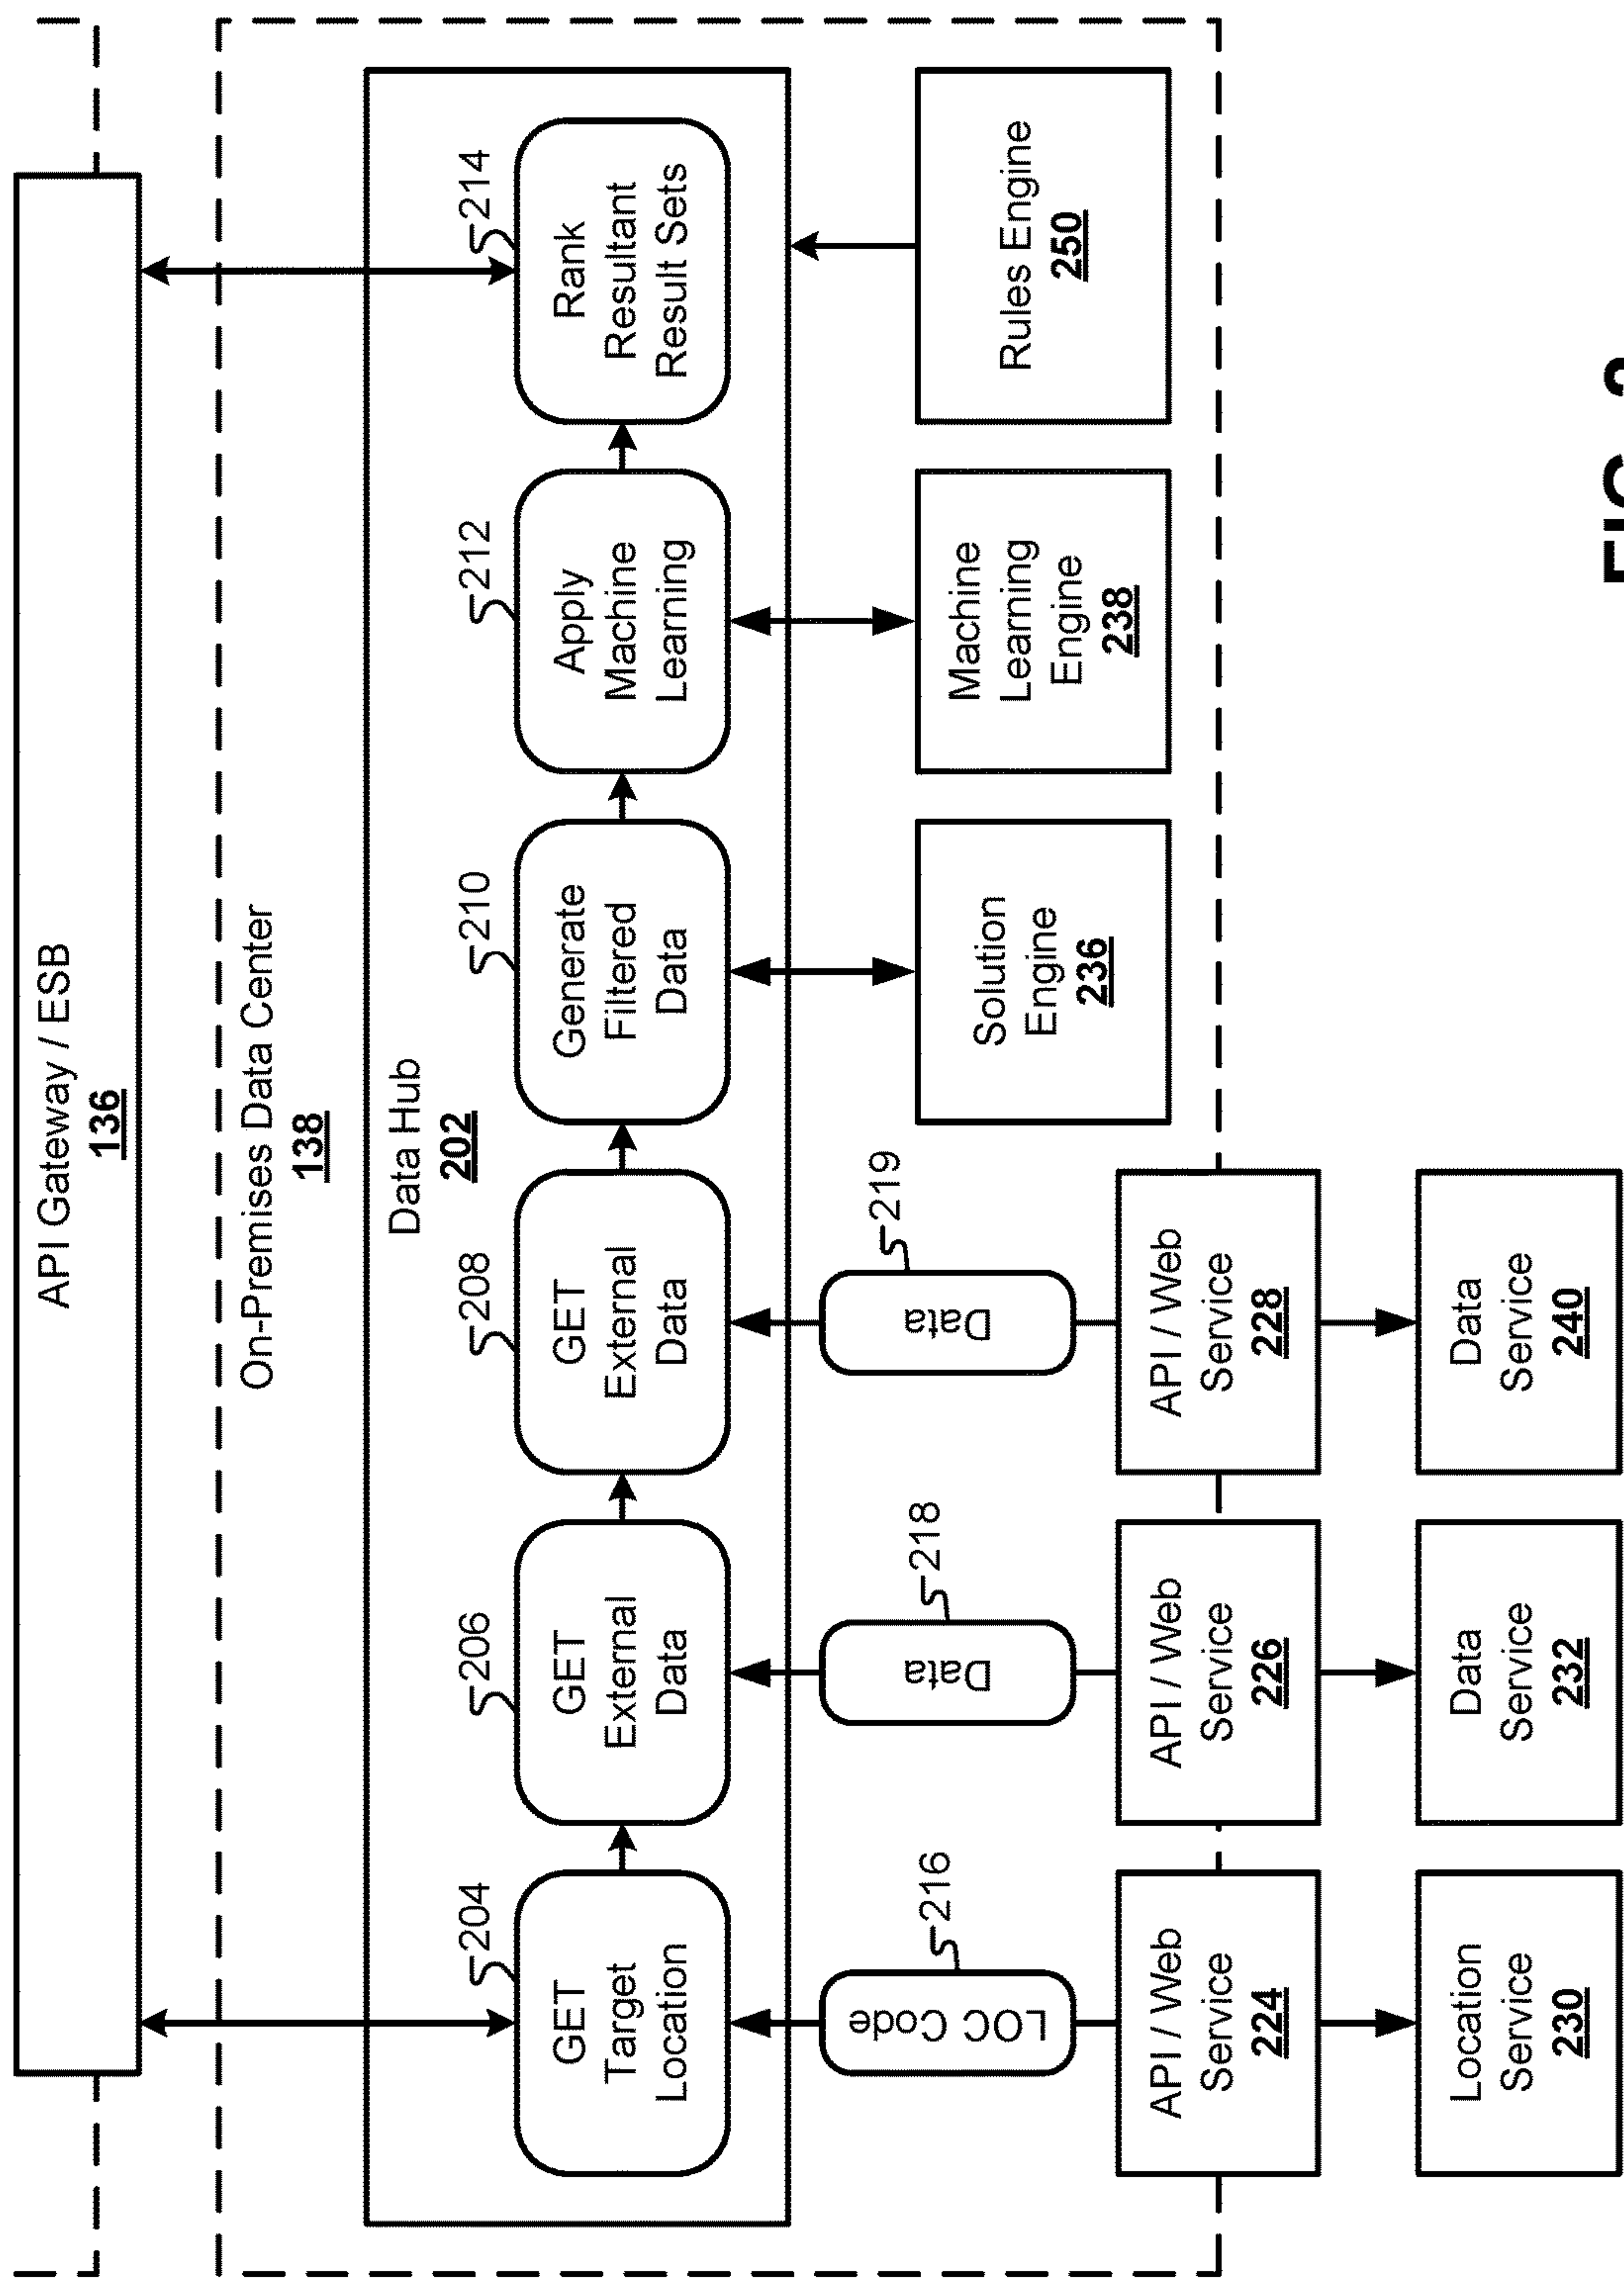 API Gateway / ESB
136
On-Premises Data Center
138
Data Hub
202
204
GET
Target
Location
206
GET
External
Data
208
GET
External
Data
210
Generate
Filtered
Data
212
Apply
Machine
Learning
214
Rank
Resultant
Result Sets
LOC Code
216
Data
218
Data
219
API / Web
Service
224
API / Web
Service
226
API / Web
Service
228
Solution
Engine
236
Machine
Learning
Engine
238
Rules Engine
250
Location
Service
230
Data
Service
232
Data
Service
240